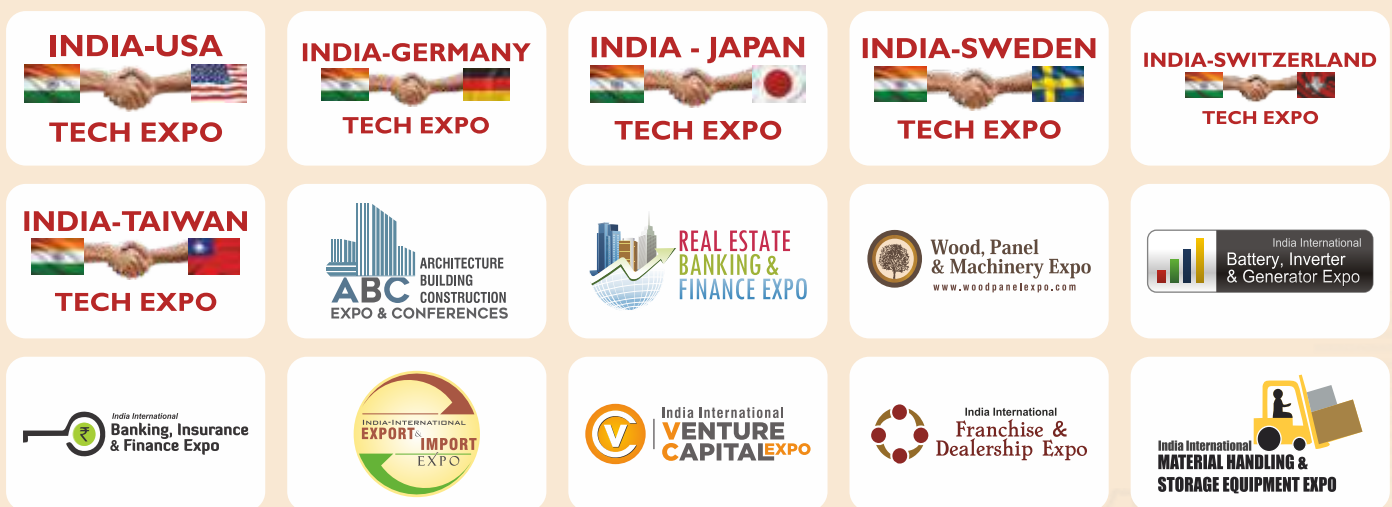 INDIA-USA
TECH EXPO
INDIA-GERMANY
TECH EXPO
INDIA - JAPAN
TECH EXPO
INDIA-SWEDEN
TECH EXPO
INDIA-SWITZERLAND
TECH EXPO
INDIA-TAIWAN
TECH EXPO
ABC
ARCHITECTURE
BUILDING
CONSTRUCTION
EXPO & CONFERENCES
REAL ESTATE
BANKING &
FINANCE EXPO
Wood, Panel
& Machinery Expo
www.woodpanelexpo.com
India International
Battery, Inverter
& Generator Expo
₹
India International
Banking, Insurance
& Finance Expo
INDIA-INTERNATIONAL
EXPORT &
IMPORT
EXPO
V
India International
VENTURE
CAPITAL EXPO
India International
Franchise &
Dealership Expo
India International
MATERIAL HANDLING &
STORAGE EQUIPMENT EXPO